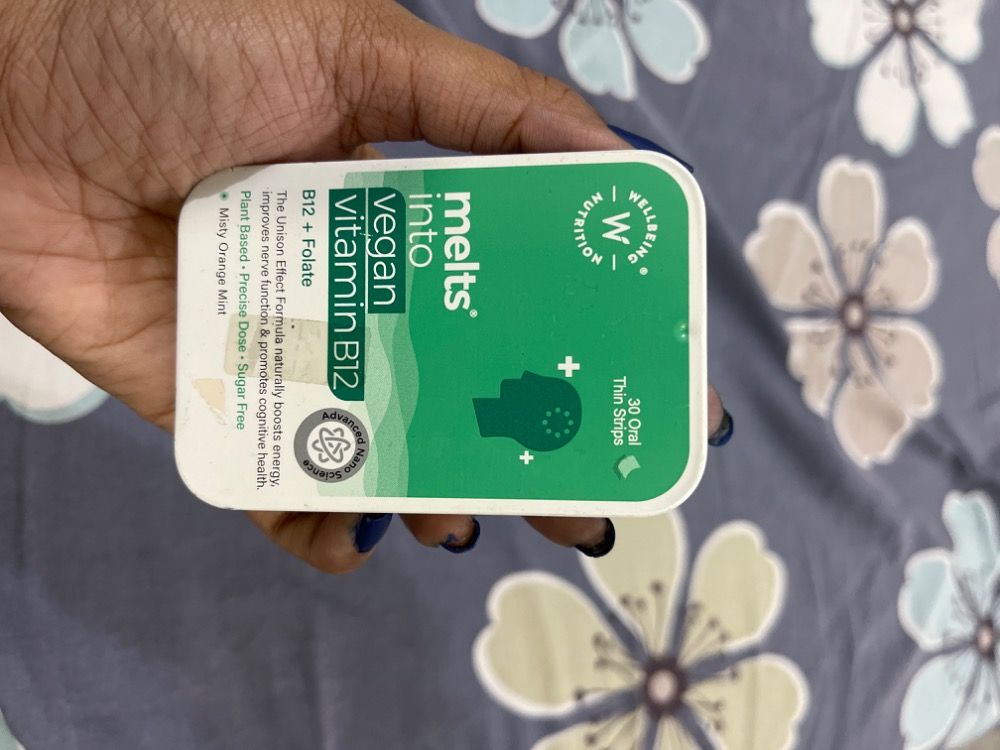 WELLBEING®
W
NUTRITION
30 Oral
Thin Strips
melts®
into
vegan
vitamin B12
B12 + Folate
Advanced Nano Science
The Unison Effect Formula naturally boosts energy,
improves nerve function & promotes cognitive health.
Plant Based • Precise Dose • Sugar Free
Misty Orange Mint